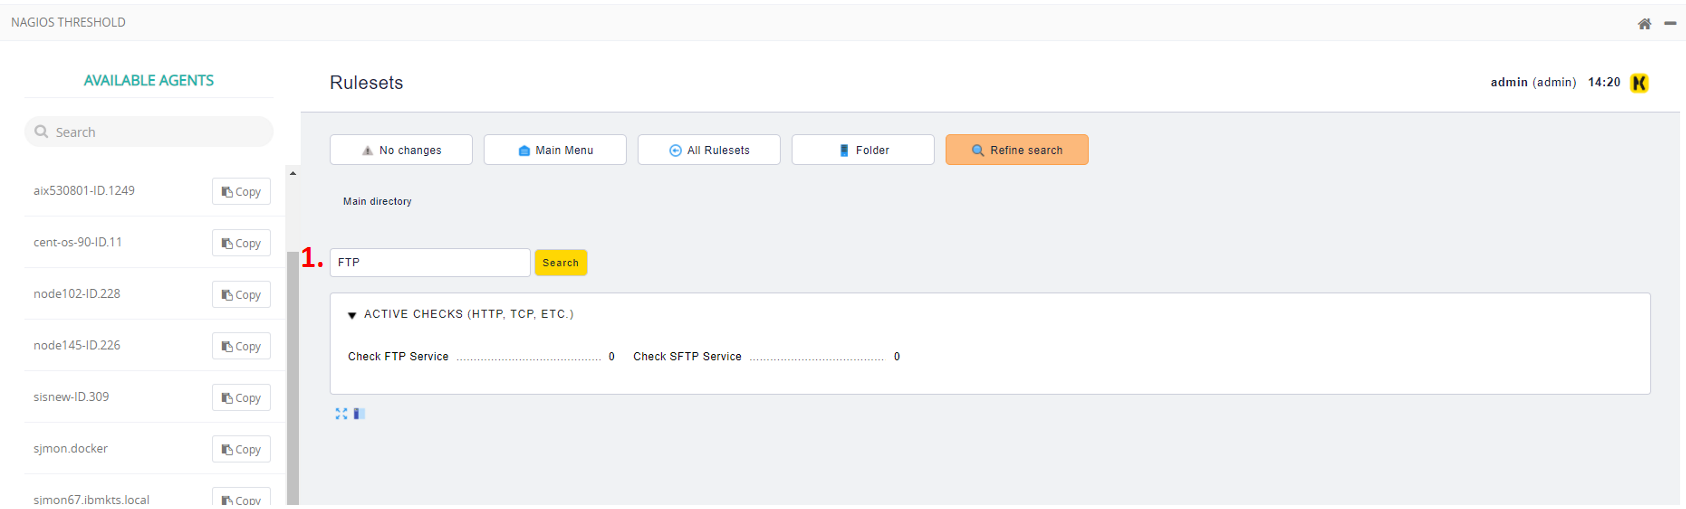 NAGIOS THRESHOLD
AVAILABLE AGENTS
Search
aix530801-ID.1249 Copy
cent-os-90-ID.11 Copy
node102-ID.228 Copy
node145-ID.226 Copy
sisnew-ID.309 Copy
sjmon.docker Copy
sjmon67.ibmkts.local Copy
Rulesets
admin (admin) 14:20
No changes Main Menu All Rulesets Folder Refine search
Main directory
1. FTP Search
ACTIVE CHECKS (HTTP, TCP, ETC.)
Check FTP Service .......................................... 0 Check SFTP Service ....................................... 0